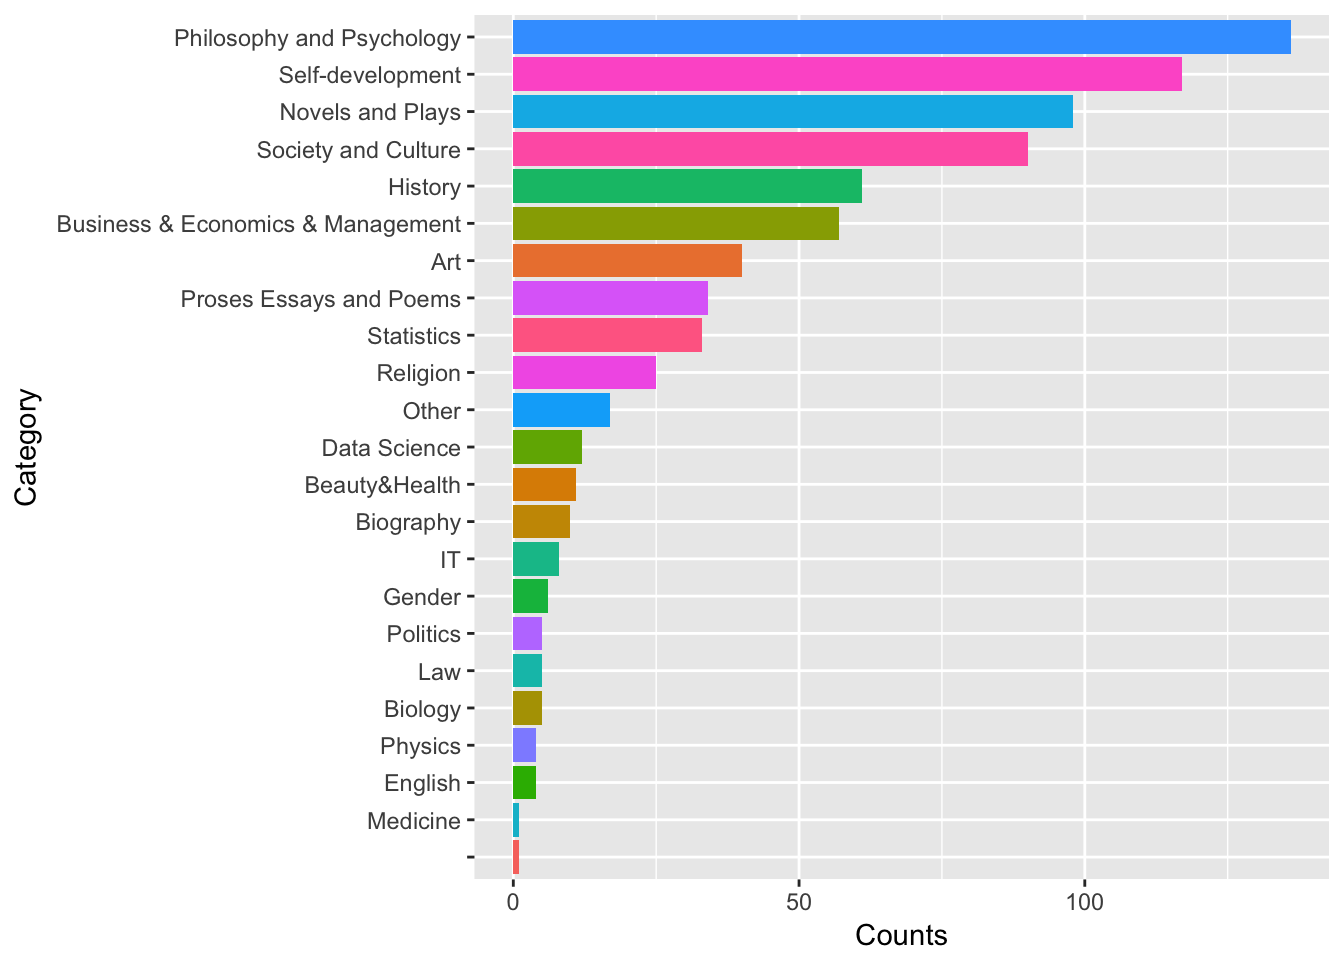 Philosophy and Psychology
Self-development
Novels and Plays
Society and Culture
History
Business & Economics & Management
Art
Proses Essays and Poems
Statistics
Religion
Other
Data Science
Beauty&Health
Biography
IT
Gender
Politics
Law
Biology
Physics
English
Medicine
Category
0 50 100
Counts